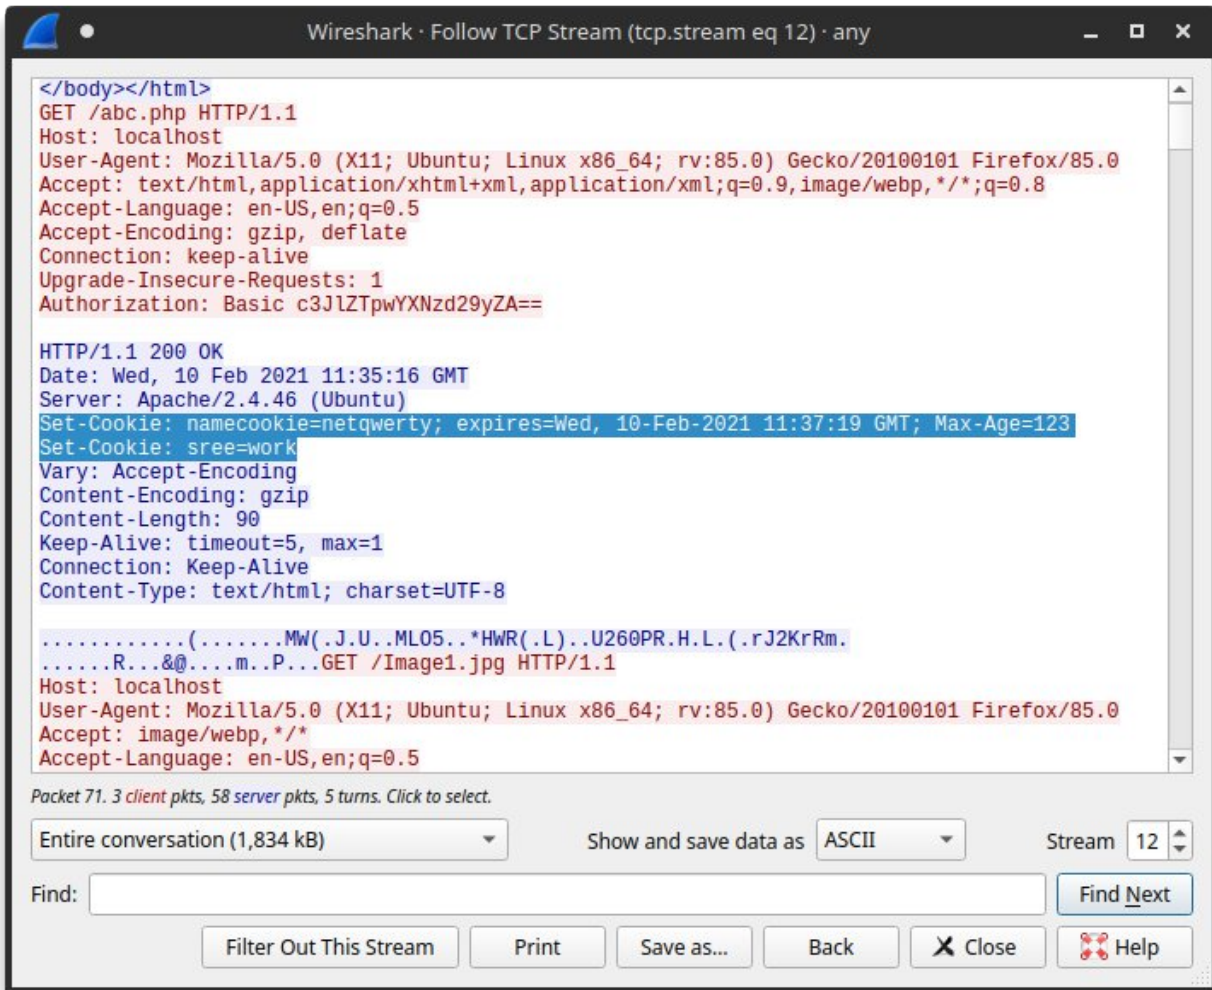 Wireshark · Follow TCP Stream (tcp.stream eq 12) · any
</body></html>
GET /abc.php HTTP/1.1
Host: localhost
User-Agent: Mozilla/5.0 (X11; Ubuntu; Linux x86_64; rv:85.0) Gecko/20100101 Firefox/85.0
Accept: text/html,application/xhtml+xml,application/xml;q=0.9,image/webp,*/*;q=0.8
Accept-Language: en-US,en;q=0.5
Accept-Encoding: gzip, deflate
Connection: keep-alive
Upgrade-Insecure-Requests: 1
Authorization: Basic c3JlZTpwYXNzd29yZA==
HTTP/1.1 200 OK
Date: Wed, 10 Feb 2021 11:35:16 GMT
Server: Apache/2.4.46 (Ubuntu)
Set-Cookie: namecookie=netqwerty; expires=Wed, 10-Feb-2021 11:37:19 GMT; Max-Age=123
Set-Cookie: sree=work
Vary: Accept-Encoding
Content-Encoding: gzip
Content-Length: 90
Keep-Alive: timeout=5, max=1
Connection: Keep-Alive
Content-Type: text/html; charset=UTF-8
............(.......MW(.J.U..MLO5..*HWR(.L)..U260PR.H.L.(.rJ2KrRm.
......R...&@....m..P...GET /Image1.jpg HTTP/1.1
Host: localhost
User-Agent: Mozilla/5.0 (X11; Ubuntu; Linux x86_64; rv:85.0) Gecko/20100101 Firefox/85.0
Accept: image/webp,*/*
Accept-Language: en-US,en;q=0.5
Packet 71. 3 client pkts, 58 server pkts, 5 turns. Click to select.
Entire conversation (1,834 kB) Show and save data as ASCII Stream 12
Find: Find Next
Filter Out This Stream Print Save as... Back Close Help